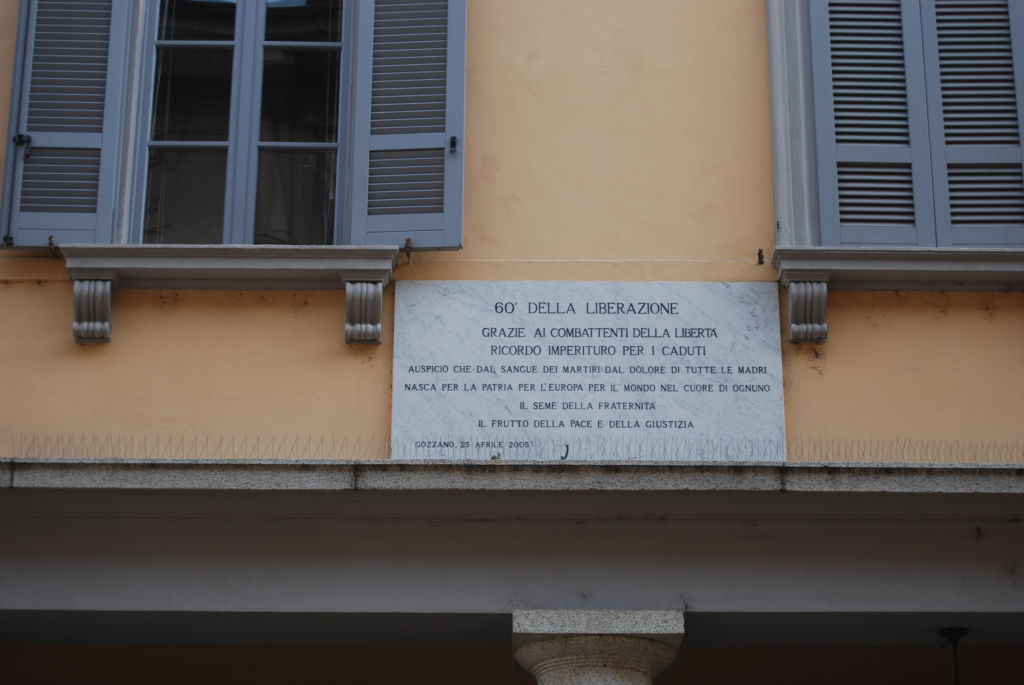 60° DELLA LIBERAZIONE
GRAZIE AI COMBATTENTI DELLA LIBERTÀ
RICORDO IMPERITURO PER I CADUTI
AUSPICIO CHE DAL SANGUE DEI MARTIRI DAL DOLORE DI TUTTE LE MADRI
NASCA PER LA PATRIA PER L'EUROPA PER IL MONDO NEL CUORE DI OGNUNO
IL SEME DELLA FRATERNITÀ
IL FRUTTO DELLA PACE E DELLA GIUSTIZIA
GOZZANO, 25 APRILE 2005